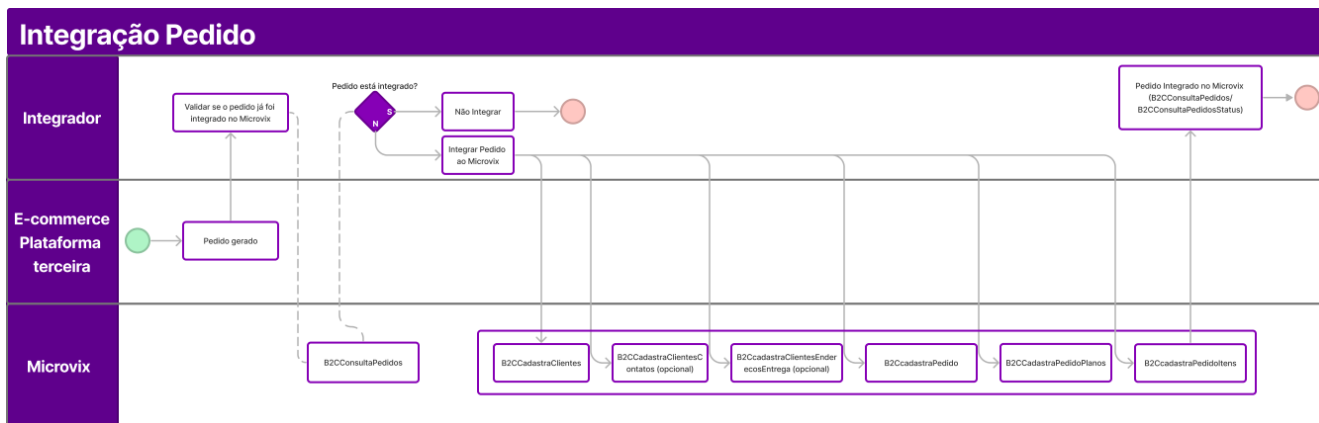 Integração Pedido
Integrador
Validar se o pedido já foi
integrado no Microvix
Pedido está integrado?
S
N
Não Integrar
Integrar Pedido
ao Microvix
Pedido Integrado no Microvix
(B2CConsultaPedidos/
B2CConsultaPedidosStatus)
E-commerce
Plataforma
terceira
Pedido gerado
Microvix
B2CConsultaPedidos
B2CCadastraClientes
B2CCadastraClientesCo
ntatos (opcional)
B2CcadastraClientesEnder
ecosEntrega (opcional)
B2CcadastraPedido
B2CCadastraPedidoPlanos
B2CcadastraPedidoItens